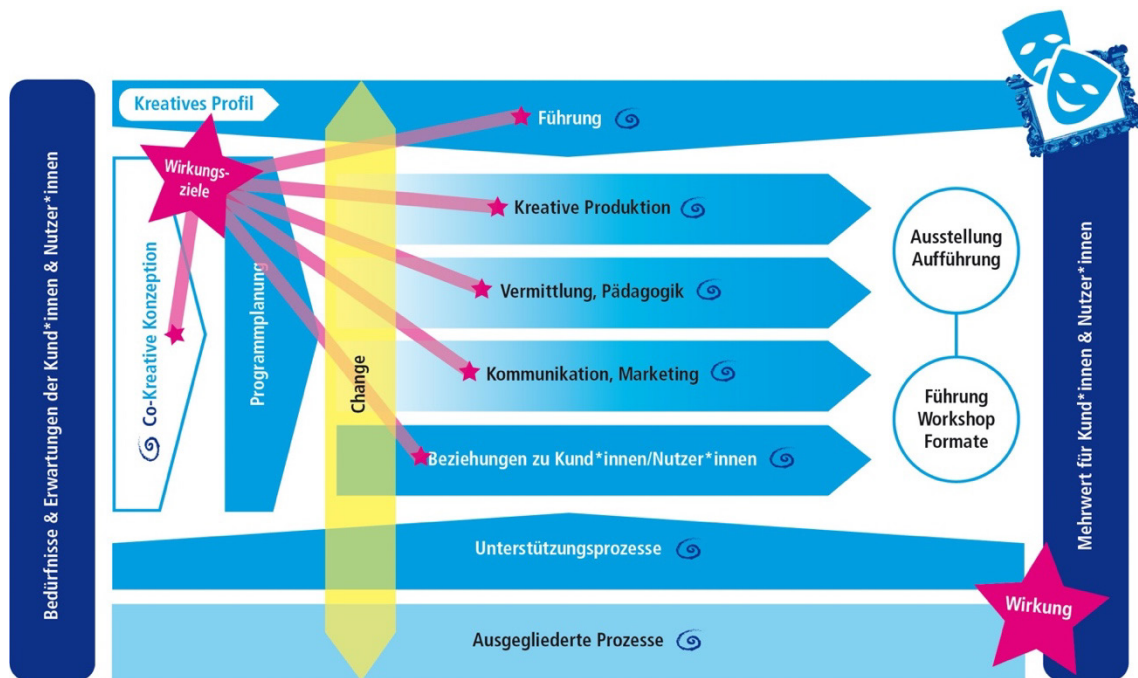 Bedürfnisse & Erwartungen der Kund*innen & Nutzer*innen
Kreatives Profil
Führung
Wirkungs-
ziele
Co-Kreative Konzeption
Programmplanung
Change
Kreative Produktion
Vermittlung, Pädagogik
Kommunikation, Marketing
Beziehungen zu Kund*innen/Nutzer*innen
Ausstellung
Aufführung
Führung
Workshop
Formate
Unterstützungsprozesse
Ausgegliederte Prozesse
Mehrwert für Kund*innen & Nutzer*innen
Wirkung